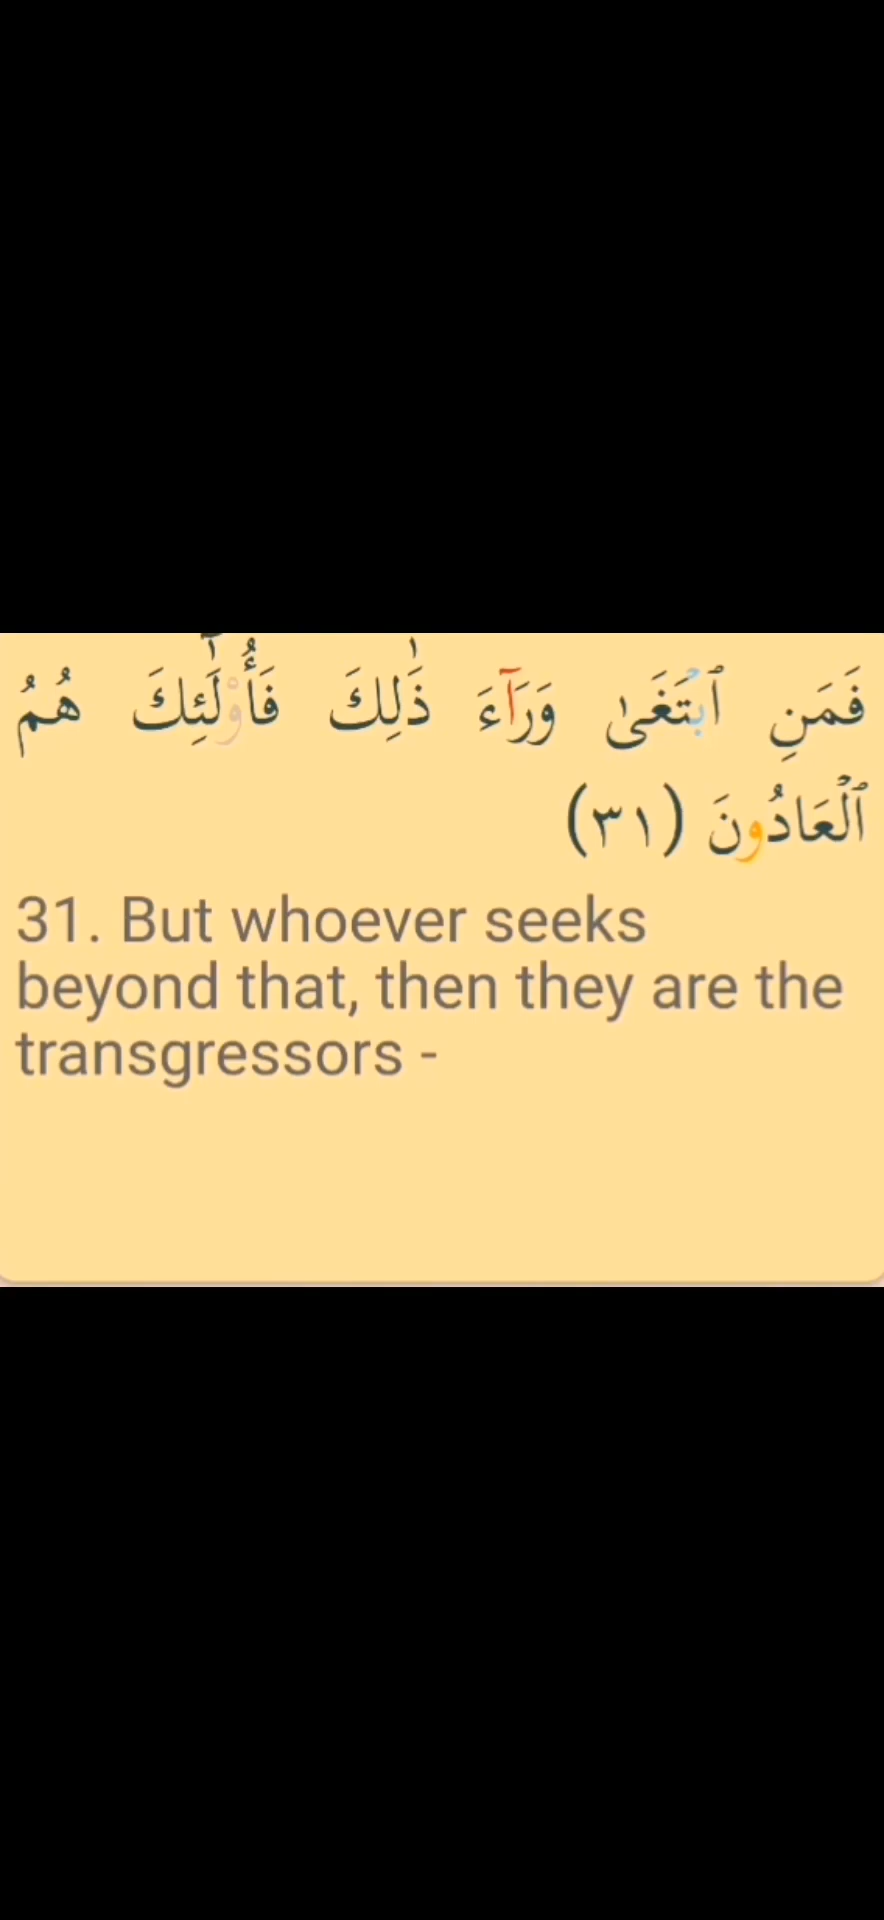 فَمَنِ ٱبْتَغَىٰ وَرَآءَ ذَٰلِكَ فَأُو۟لَٰٓئِكَ هُمُ
ٱلْعَادُونَ (٣١)
31. But whoever seeks
beyond that, then they are the
transgressors -